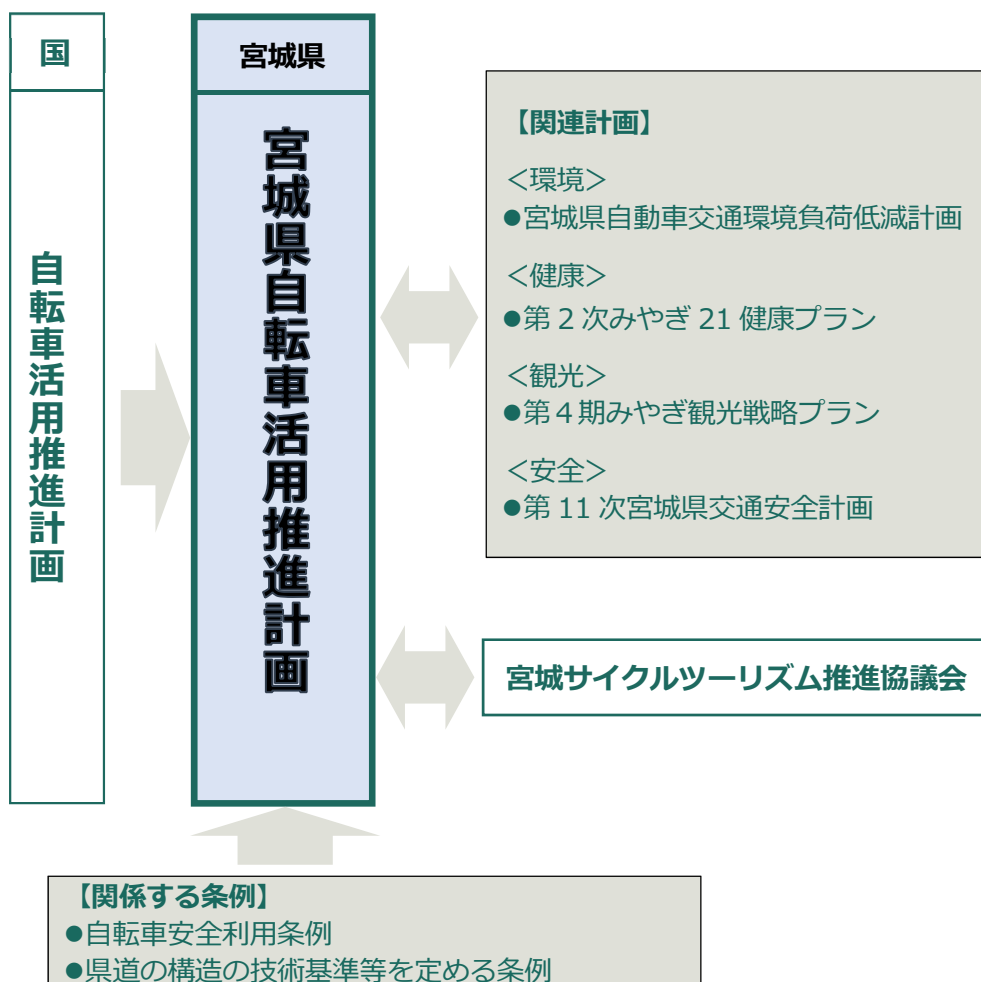 国
自転車活用推進計画
宮城県
宮城県自転車活用推進計画
【関連計画】
＜環境＞
●宮城県自動車交通環境負荷低減計画
＜健康＞
●第 2 次みやぎ 21 健康プラン
＜観光＞
●第４期みやぎ観光戦略プラン
＜安全＞
●第 11 次宮城県交通安全計画
宮城サイクルツーリズム推進協議会
【関係する条例】
●自転車安全利用条例
●県道の構造の技術基準等を定める条例